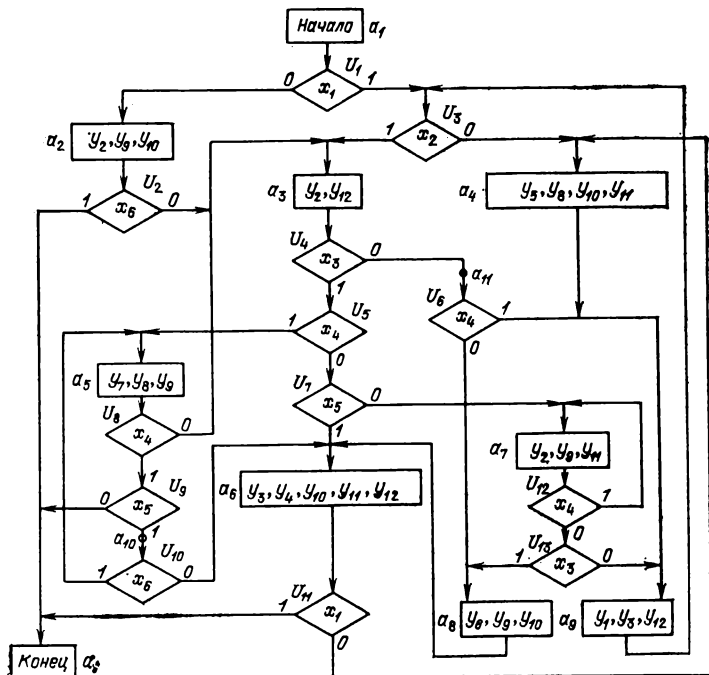 Начало a₁
0 U₁ 1
x₁
U₃
1 x₂ 0
a₂ y₂, y₉, y₁₀
U₂
1 x₆ 0
a₃ y₂, y₁₂
a₄ y₅, y₈, y₁₀, y₁₁
U₄ x₃ 0
1
a₁₁
U₆ x₄ 1
0
1 U₅
x₄
0
a₅ y₇, y₈, y₉
U₇ x₅ 0
1
U₈ x₄ 0
1
a₇ y₂, y₉, y₁₁
U₁₂ x₄ 1
0
U₉
0 x₅
1
a₆ y₃, y₄, y₁₀, y₁₁, y₁₂
a₁₀ U₁₀
1 x₆ 0
U₁₃
1 x₃ 0
U₁₁
1 x₁
0
a₈ y₆, y₉, y₁₀
a₉ y₁, y₃, y₁₂
Конец